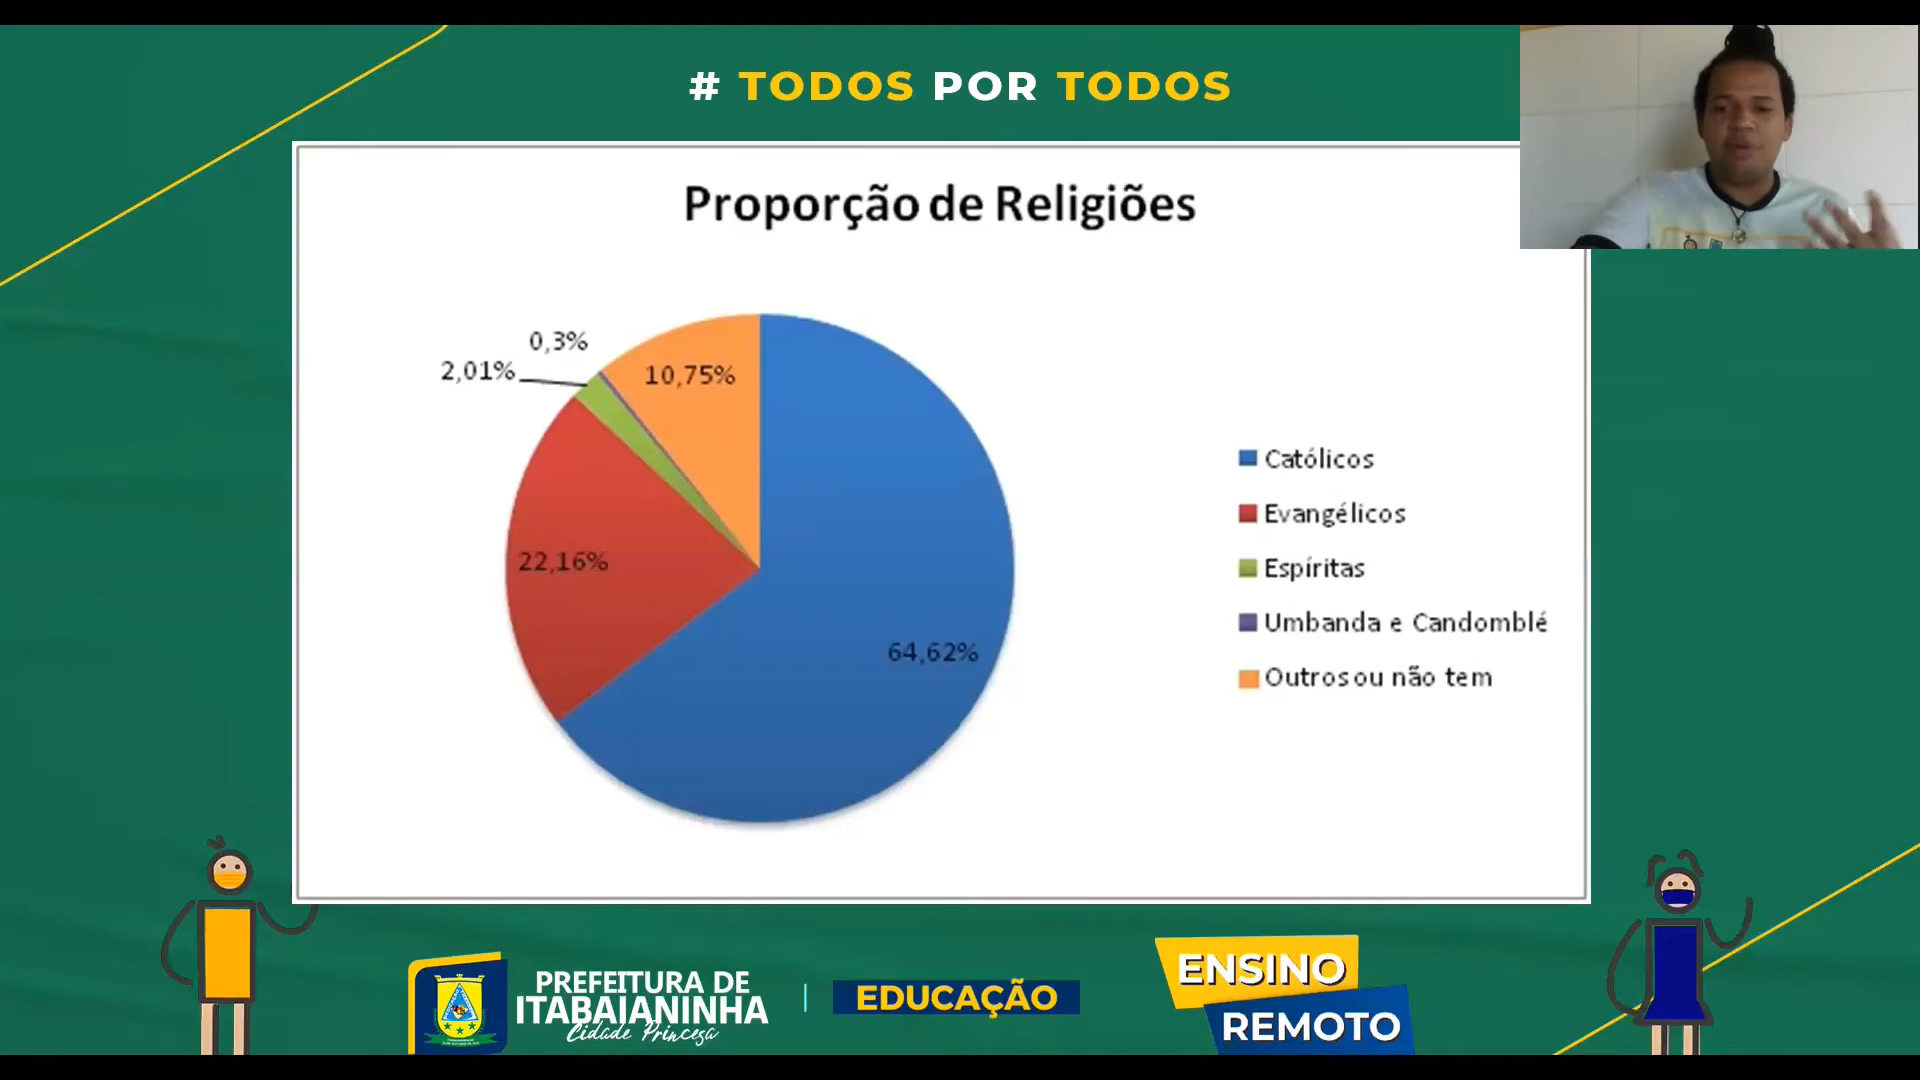 # TODOS POR TODOS
Proporção de Religiões
0,3%
2,01%
10,75%
22,16%
64,62%
Católicos
Evangélicos
Espíritas
Umbanda e Candomblé
Outros ou não tem
PREFEITURA DE
ITABAIANINHA
Cidade Princesa
EDUCAÇÃO
ENSINO
REMOTO